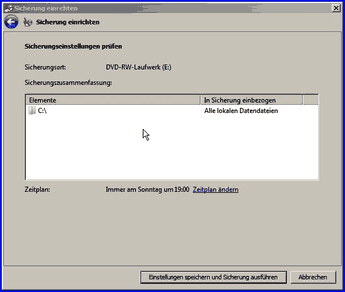 Sicherung einrichten
Sicherung einrichten
Sicherungseinstellungen prüfen
Sicherungsort: DVD-RW-Laufwerk (E:)
Sicherungszusammenfassung:
Elemente In Sicherung einbezogen
C:\ Alle lokalen Datendateien
Zeitplan: Immer am Sonntag um 19:00 Zeitplan ändern
Einstellungen speichern und Sicherung ausführen Abbrechen